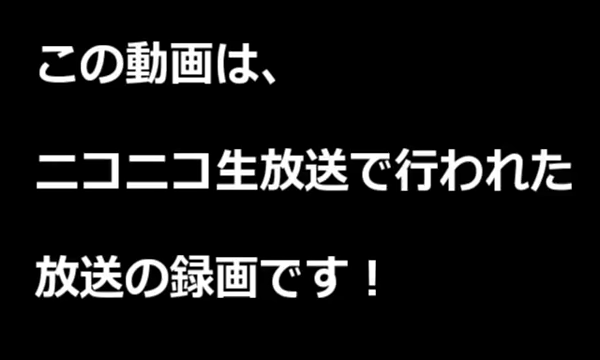 この動画は、
ニコニコ生放送で行われた
放送の録画です！